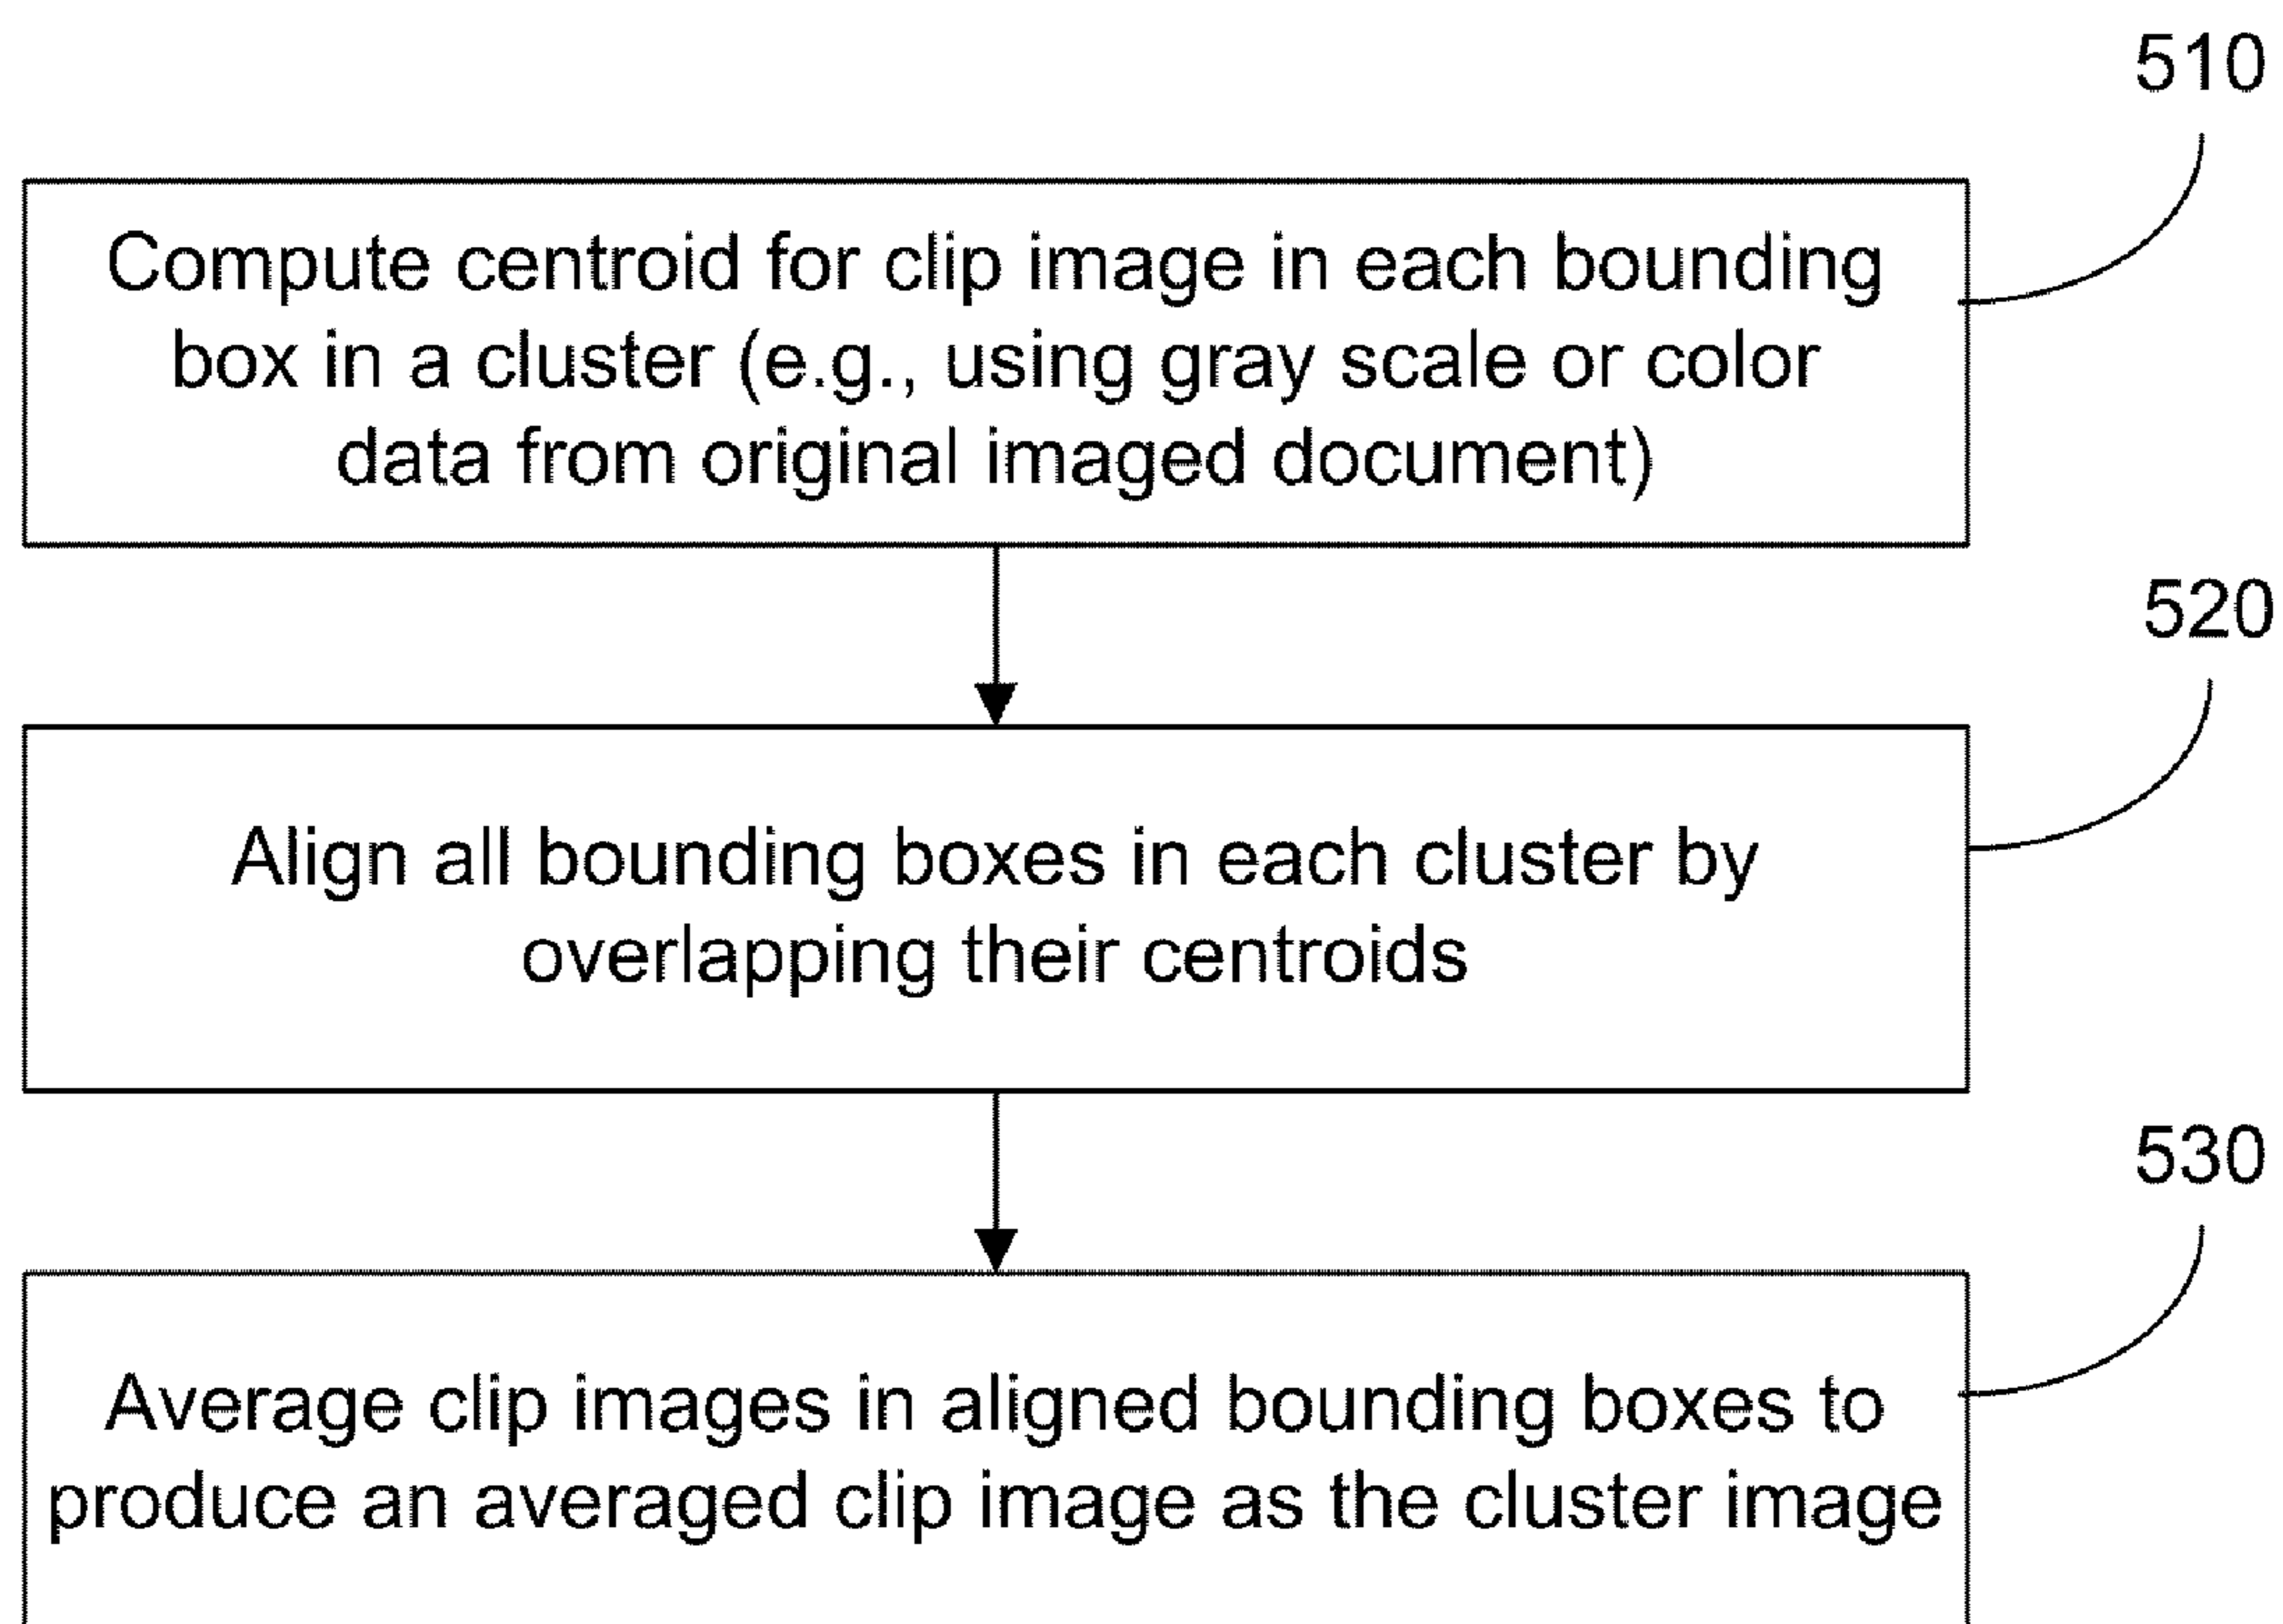 510
Compute centroid for clip image in each bounding
box in a cluster (e.g., using gray scale or color
data from original imaged document)
520
Align all bounding boxes in each cluster by
overlapping their centroids
530
Average clip images in aligned bounding boxes to
produce an averaged clip image as the cluster image